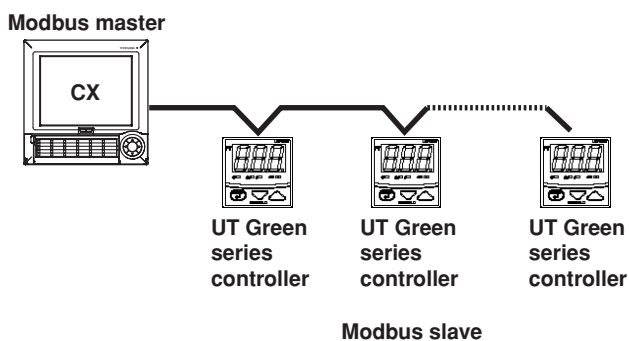 Modbus master
CX
UT Green
series
controller
UT Green
series
controller
UT Green
series
controller
Modbus slave